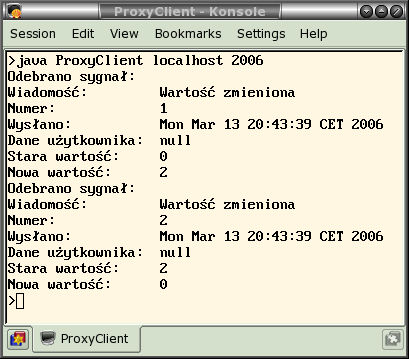 ProxyClient - Konsole
Session Edit View Bookmarks Settings Help
>java ProxyClient localhost 2006
Odebrano sygnał:
Wiadomość: Wartość zmieniona
Numer: 1
Wysłano: Mon Mar 13 20:43:39 CET 2006
Dane użytkownika: null
Stara wartość: 0
Nowa wartość: 2
Odebrano sygnał:
Wiadomość: Wartość zmieniona
Numer: 2
Wysłano: Mon Mar 13 20:43:39 CET 2006
Dane użytkownika: null
Stara wartość: 2
Nowa wartość: 0
>
ProxyClient